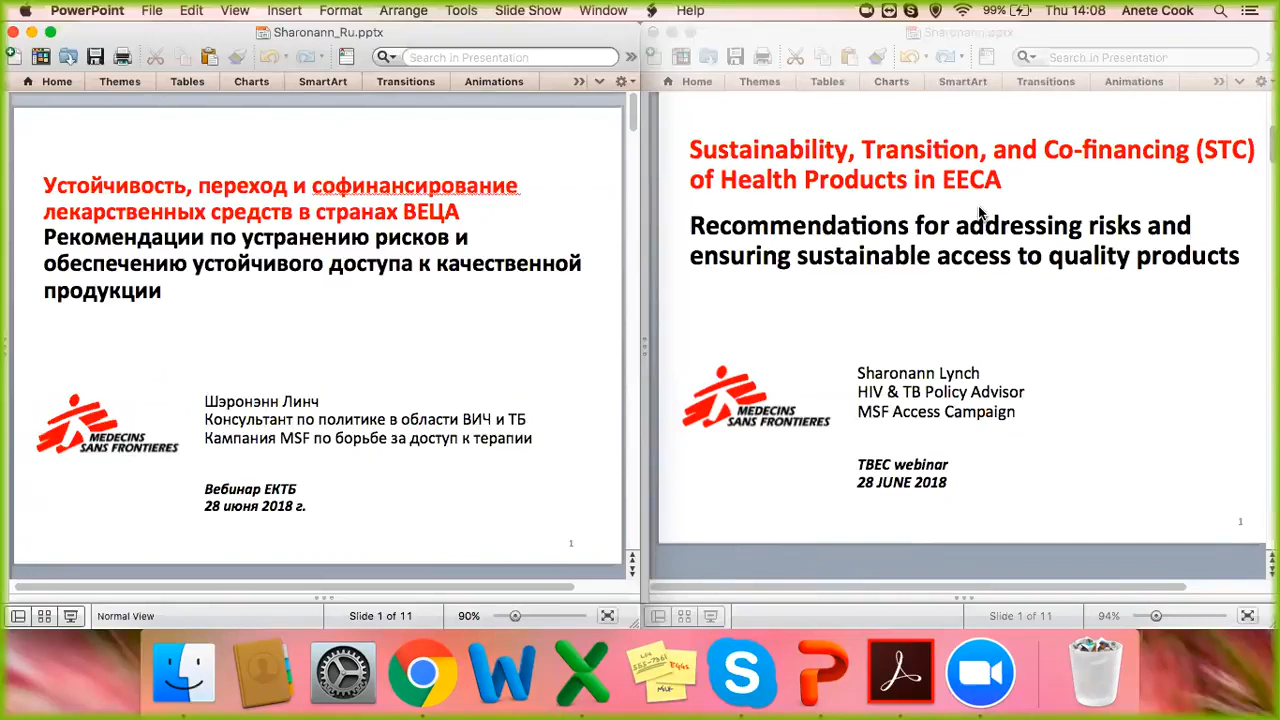 PowerPoint File Edit View Insert Format Arrange Tools Slide Show Window Help 99% Thu 14:08 Anete Cook
Sharonann_Ru.pptx
Search in Presentation
Home Themes Tables Charts SmartArt Transitions Animations
Устойчивость, переход и софинансирование
лекарственных средств в странах ВЕЦА
Рекомендации по устранению рисков и
обеспечению устойчивого доступа к качественной
продукции
MEDECINS
SANS FRONTIERES
Шэронэнн Линч
Консультант по политике в области ВИЧ и ТБ
Кампания MSF по борьбе за доступ к терапии
Вебинар ЕКТБ
28 июня 2018 г.
1
Normal View Slide 1 of 11 90%
Sharonann.pptx
Search in Presentation
Home Themes Tables Charts SmartArt Transitions Animations
Sustainability, Transition, and Co-financing (STC)
of Health Products in EECA
Recommendations for addressing risks and
ensuring sustainable access to quality products
MEDECINS
SANS FRONTIERES
Sharonann Lynch
HIV & TB Policy Advisor
MSF Access Campaign
TBEC webinar
28 JUNE 2018
1
Slide 1 of 11 94%